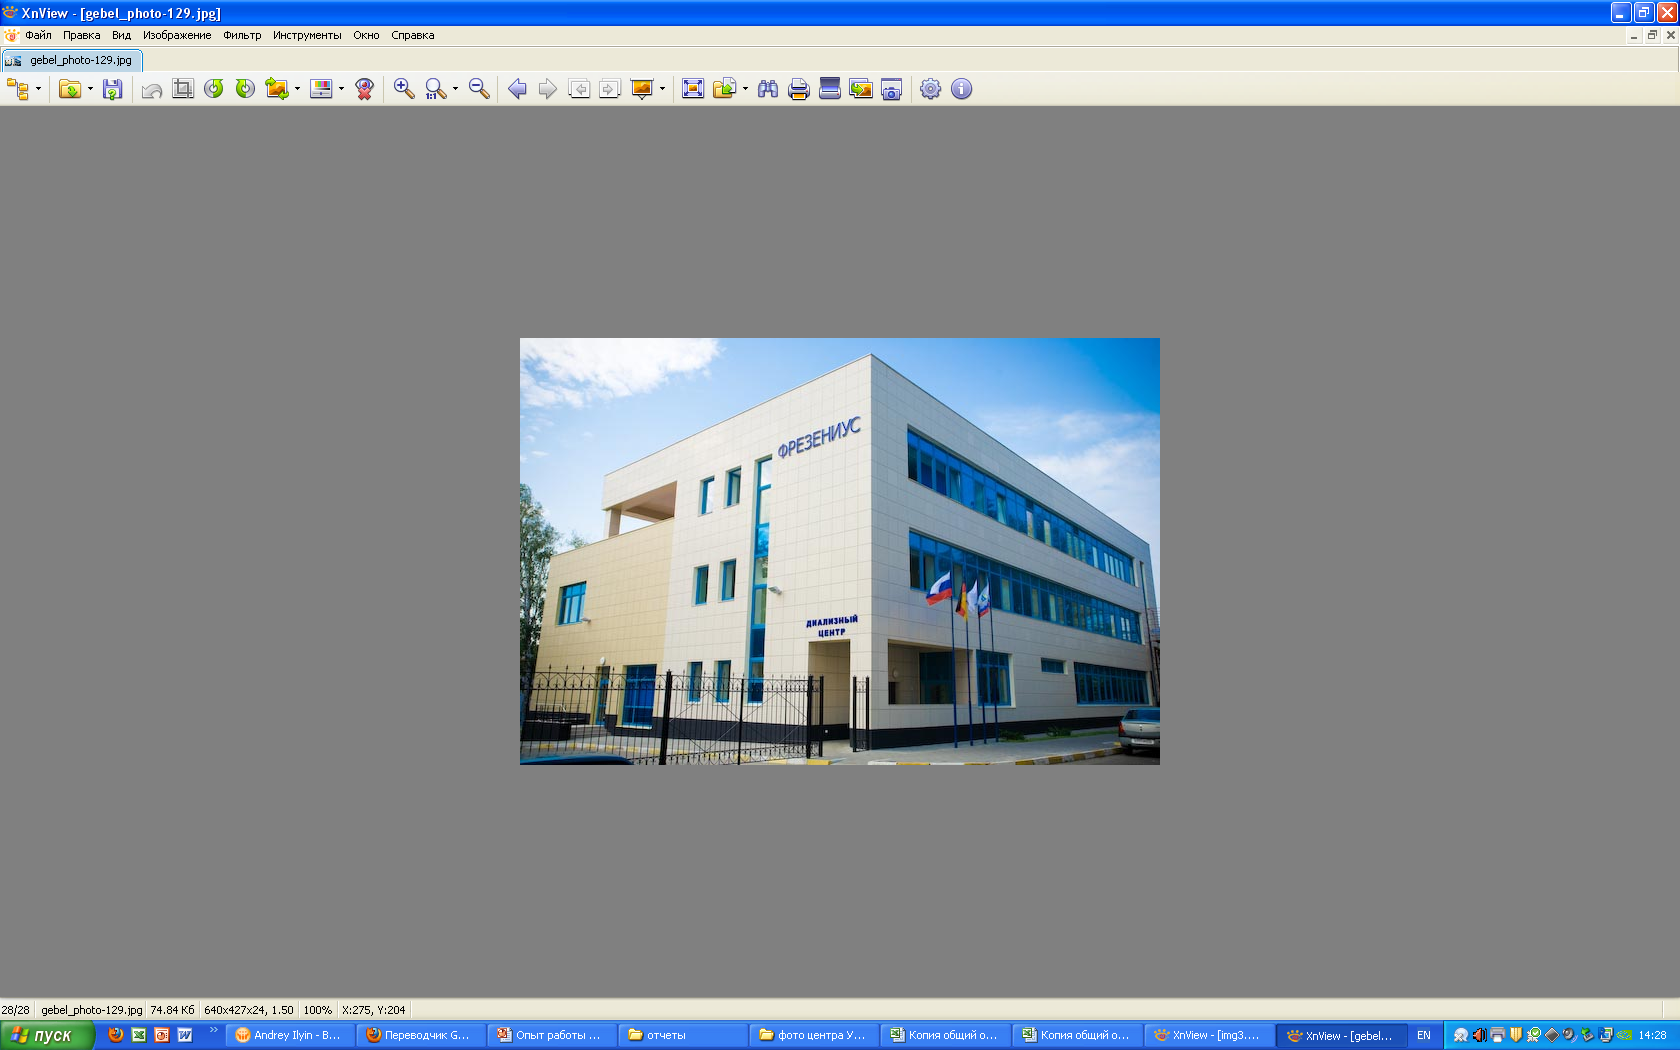 XnView - [gebel_photo-129.jpg]
Файл Правка Вид Изображение Фильтр Инструменты Окно Справка
gebel_photo-129.jpg
1:1
ФРЕЗЕНИУС
ДИАЛИЗНЫЙ
ЦЕНТР
28/28 gebel_photo-129.jpg 74.84 Кб 640x427x24, 1.50 100% X:275, Y:204
пуск Andrey Ilyin - B... Переводчик G... Опыт работы ... отчеты фото центра У... Копия общий о... Копия общий о... XnView - [img3.... XnView - [gebel... EN 14:28